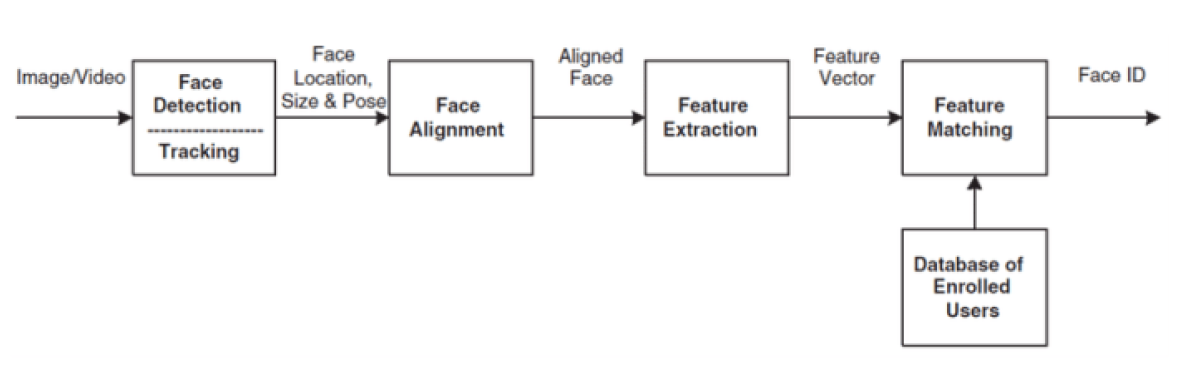 Image/Video
Face
Detection
Tracking
Face
Location,
Size & Pose
Face
Alignment
Aligned
Face
Feature
Extraction
Feature
Vector
Feature
Matching
Face ID
Database of
Enrolled
Users